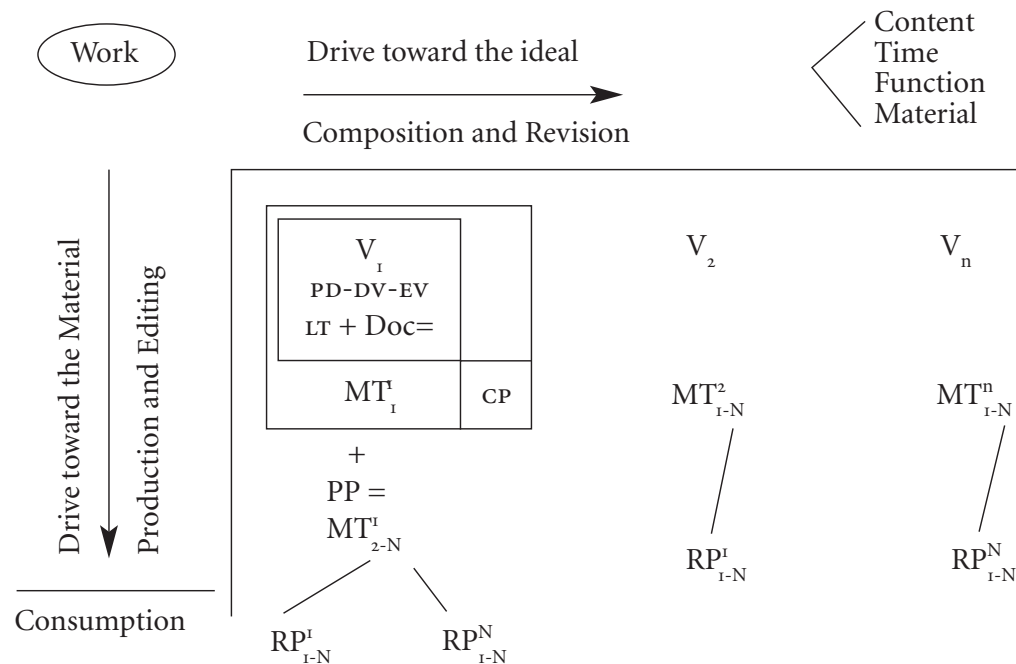 Work
Drive toward the ideal
Composition and Revision
Content
Time
Function
Material
Drive toward the Material
Production and Editing
Consumption
V₁
PD-DV-EV
LT + Doc=
MT¹₁
CP
+
PP =
MT¹₂₋N
RP¹₁₋N
RPᴺ₁₋N
V₂
MT²₁₋N
RP¹₁₋N
Vₙ
MTⁿ₁₋N
RPᴺ₁₋N